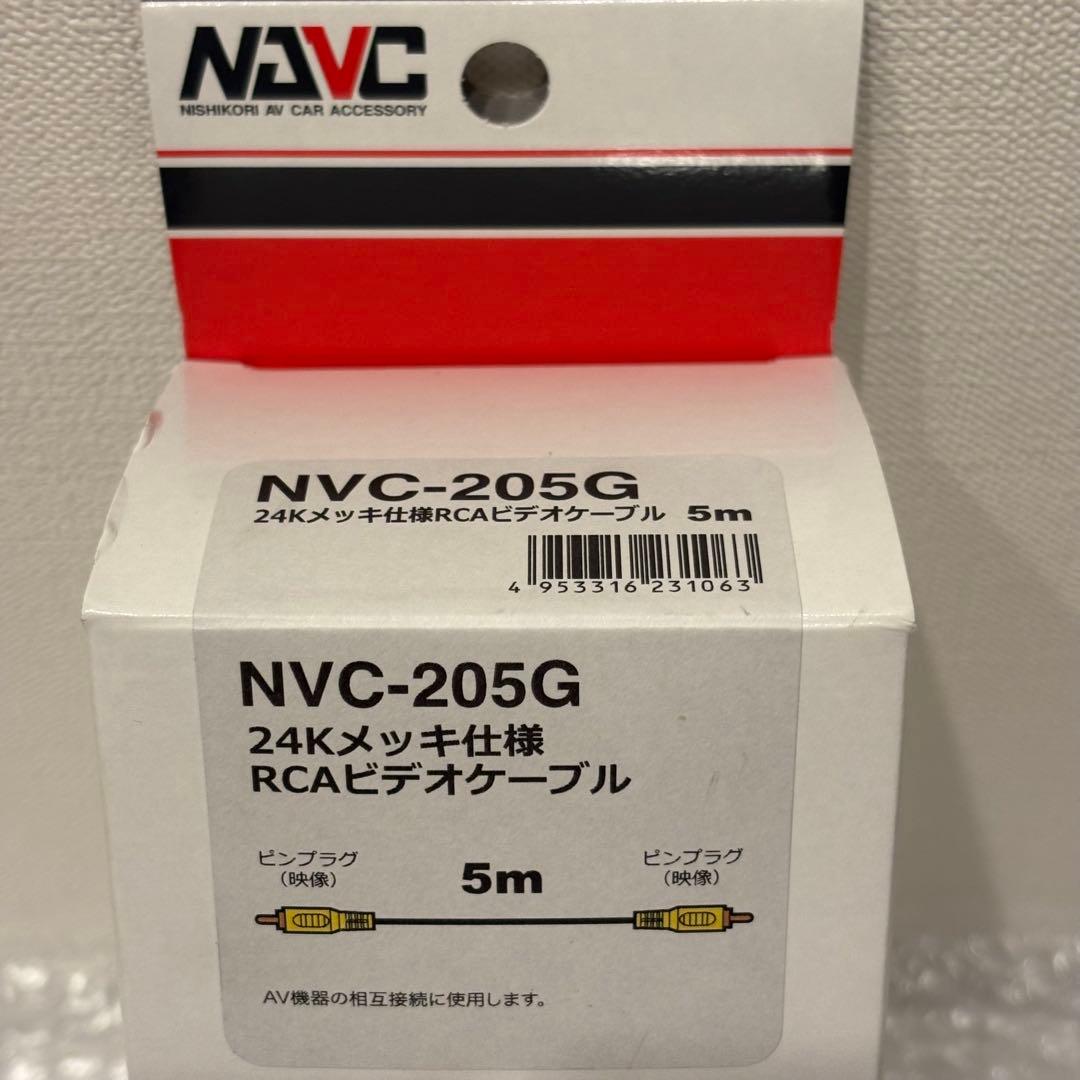 NAVC
NISHIKORI AV CAR ACCESSORY
NVC-205G
24Kメッキ仕様RCAビデオケーブル 5m
4 953316 231063
NVC-205G
24Kメッキ仕様
RCAビデオケーブル
ピンプラグ
（映像）
5m
ピンプラグ
（映像）
AV機器の相互接続に使用します。